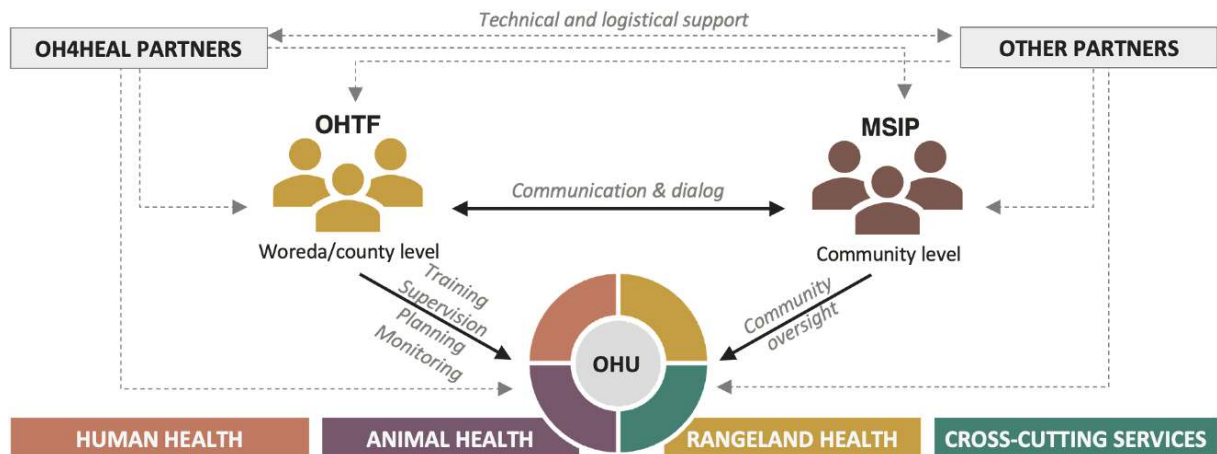 Technical and logistical support
OH4HEAL PARTNERS
OTHER PARTNERS
OHTF
MSIP
Communication & dialog
Woreda/county level
Community level
Training
Supervision
Planning
Monitoring
Community
oversight
OHU
HUMAN HEALTH
ANIMAL HEALTH
RANGELAND HEALTH
CROSS-CUTTING SERVICES